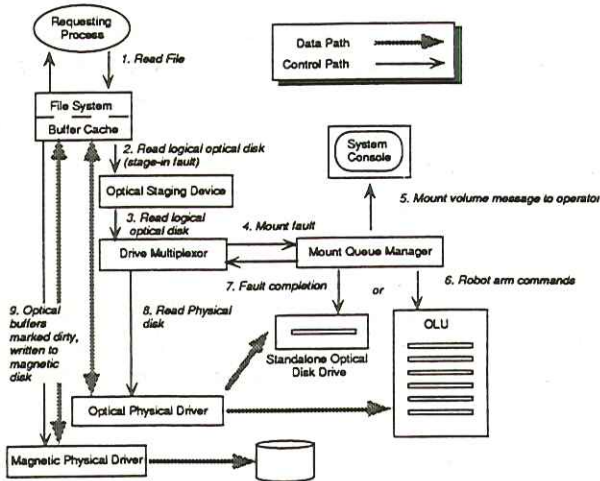 Requesting
Process
1. Read File
Data Path
Control Path
File System
Buffer Cache
2. Read logical optical disk
(stage-in fault)
System
Console
Optical Staging Device
5. Mount volume message to operator
3. Read logical
optical disk
4. Mount fault
Drive Multiplexor
Mount Queue Manager
7. Fault completion
or
6. Robot arm commands
9. Optical
buffers
marked dirty,
written to
magnetic
disk
8. Read Physical
disk
OLU
Standalone Optical
Disk Drive
Optical Physical Driver
Magnetic Physical Driver